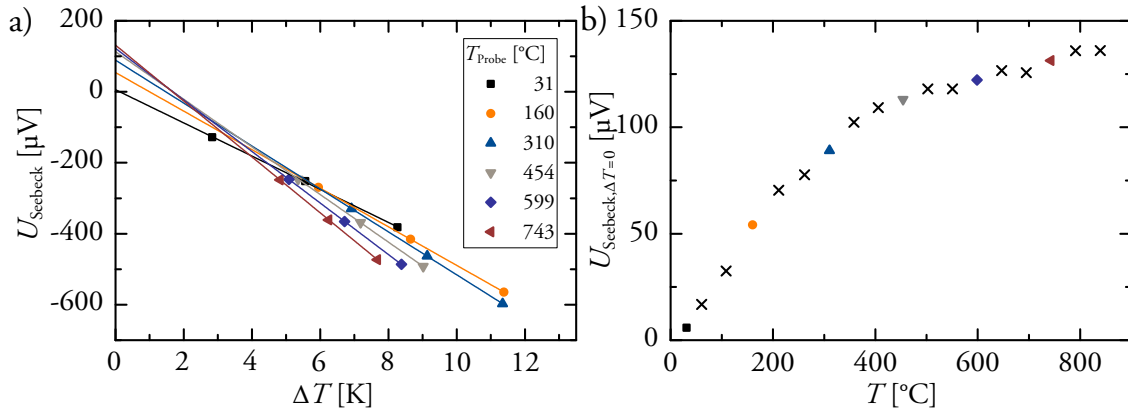 a)
200
0
-200
-400
-600
U_Seebeck [μV]
0 2 4 6 8 10 12
ΔT [K]
T_Probe [°C]
31
160
310
454
599
743
b)
150
100
50
0
U_Seebeck,ΔT=0 [μV]
0 200 400 600 800
T [°C]